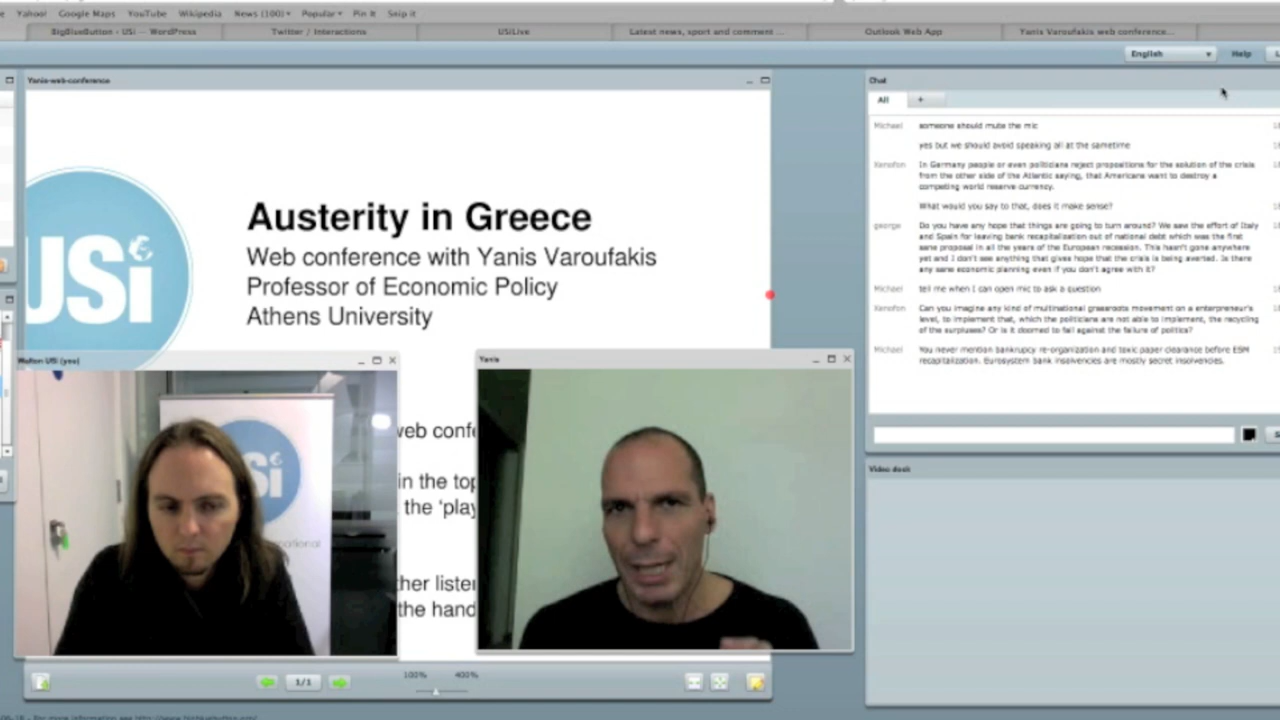 Yahoo! Google Maps YouTube Wikipedia News (100) Popular Pin It Snip it
BigBlueButton - USi — WordPress Twitter / Interactions USiLive Latest news, sport and comment ... Outlook Web App Yanis Varoufakis web conference...
English Help
Yanis-web-conference
USi
Austerity in Greece
Web conference with Yanis Varoufakis
Professor of Economic Policy
Athens University
Walton USi (you)
Yanis
web conf
in the top
the 'play
ther lister
the hand
1/1
100% 400%
Chat
All +
Michael someone should mute the mic
yes but we should avoid speaking all at the sametime
Xenofon In Germany people or even politicians reject propositions for the solution of the crisis
from the other side of the Atlantic saying, that Americans want to destroy a
competing world reserve currency.
What would you say to that, does it make sense?
george Do you have any hope that things are going to turn around? We saw the effort of Italy
and Spain for leaving bank recapitalization out of national debt which was the first
sane proposal in all the years of the European recession. This hasn't gone anywhere
yet and I don't see anything that gives hope that the crisis is being averted. Is there
any sane economic planning even if you don't agree with it?
Michael tell me when I can open mic to ask a question
Xenofon Can you imagine any kind of multinational grassroots movement on a enterpreneur's
level, to implement that, which the politicians are not able to implement, the recycling
of the surpluses? Or is it doomed to fail against the failure of politics?
Michael You never mention bankrupcy re-organization and toxic paper clearance before ESM
recapitalization. Eurosystem bank insolvencies are mostly secret insolvencies.
Video dock